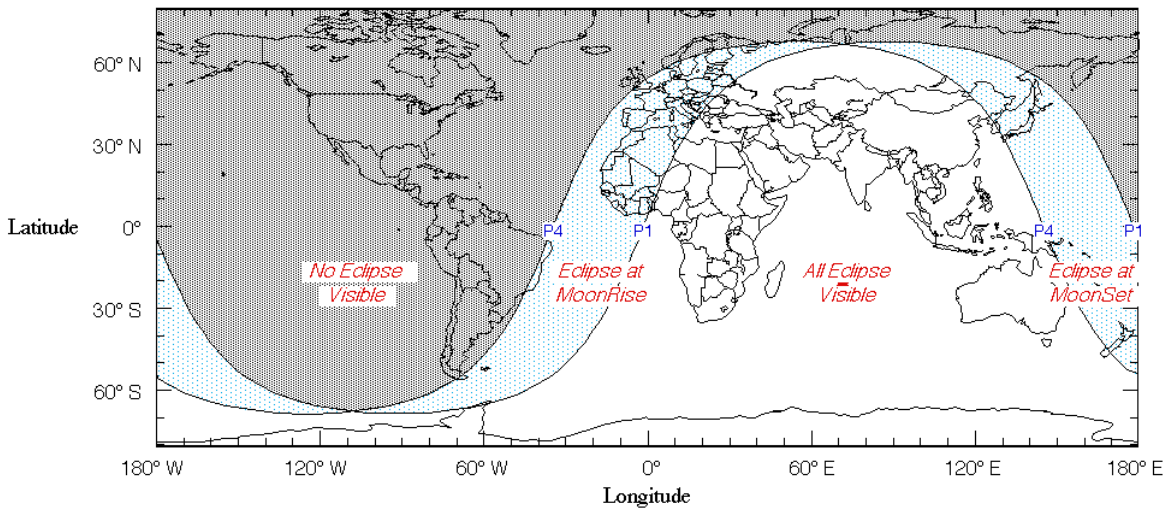 60° N
30° N
Latitude
0°
P4
P1
P4
P1
No Eclipse
Visible
Eclipse at
MoonRise
All Eclipse
Visible
Eclipse at
MoonSet
30° S
60° S
180° W
120° W
60° W
0°
60° E
120° E
180° E
Longitude